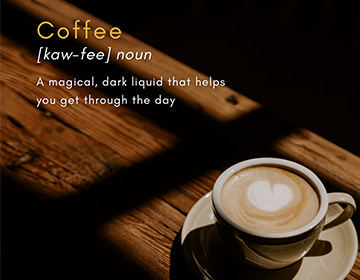 Coffee
[kaw-fee] noun
A magical, dark liquid that helps
you get through the day